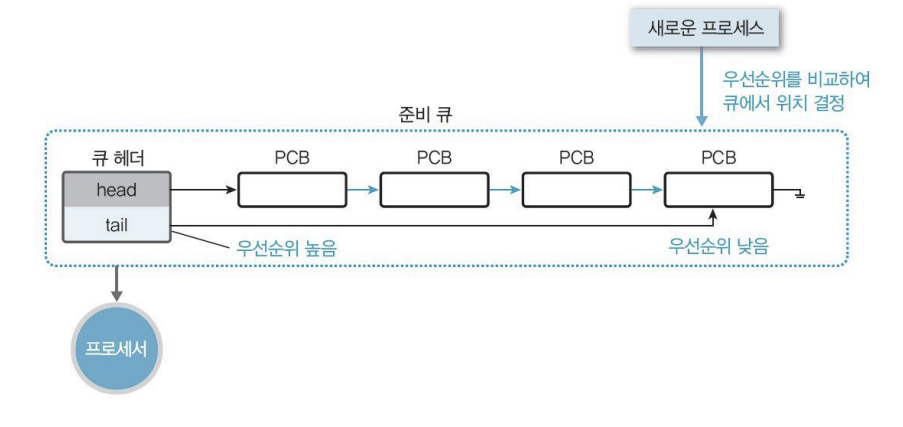 새로운 프로세스
우선순위를 비교하여
큐에서 위치 결정
준비 큐
큐 헤더
PCB
PCB
PCB
PCB
head
tail
우선순위 높음
우선순위 낮음
프로세서